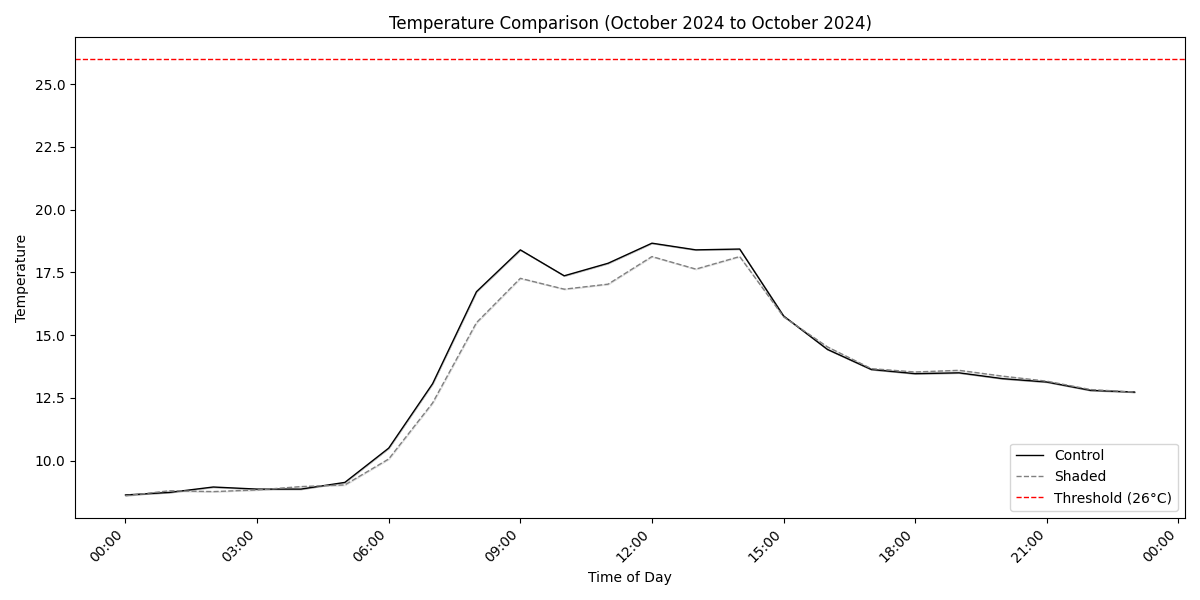 Temperature Comparison (October 2024 to October 2024)
Temperature
25.0
22.5
20.0
17.5
15.0
12.5
10.0
Control
Shaded
Threshold (26°C)
00:00 03:00 06:00 09:00 12:00 15:00 18:00 21:00 00:00
Time of Day